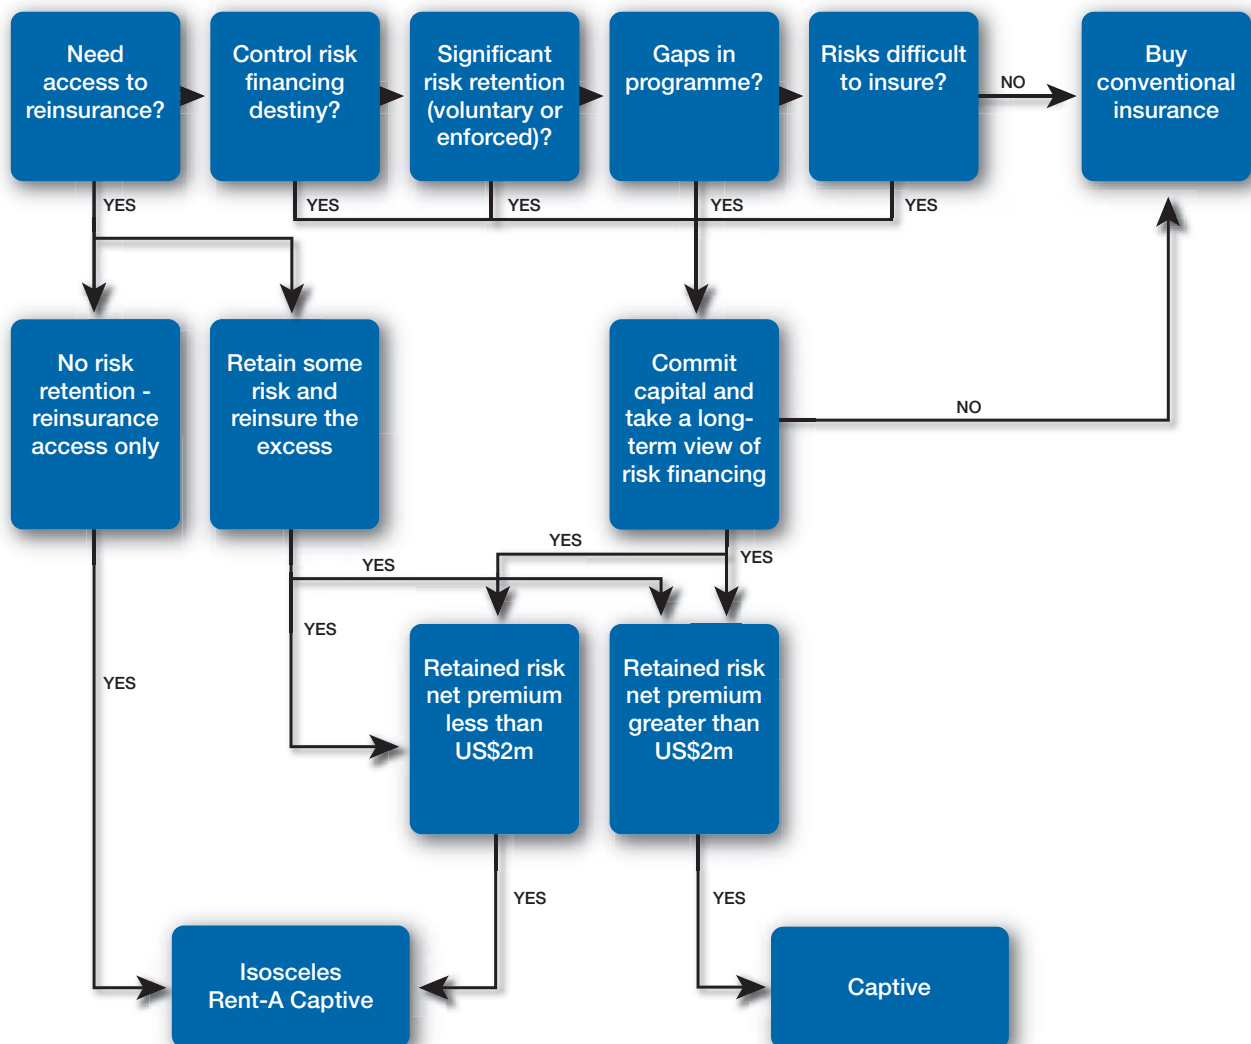 Need
access to
reinsurance?
Control risk
financing
destiny?
Significant
risk retention
(voluntary or
enforced)?
Gaps in
programme?
Risks difficult
to insure?
NO
Buy
conventional
insurance
YES
YES
YES
YES
YES
No risk
retention -
reinsurance
access only
Retain some
risk and
reinsure the
excess
Commit
capital and
take a long-
term view of
risk financing
NO
YES
YES
YES
YES
YES
Retained risk
net premium
less than
US$2m
Retained risk
net premium
greater than
US$2m
YES
YES
Isosceles
Rent-A Captive
Captive